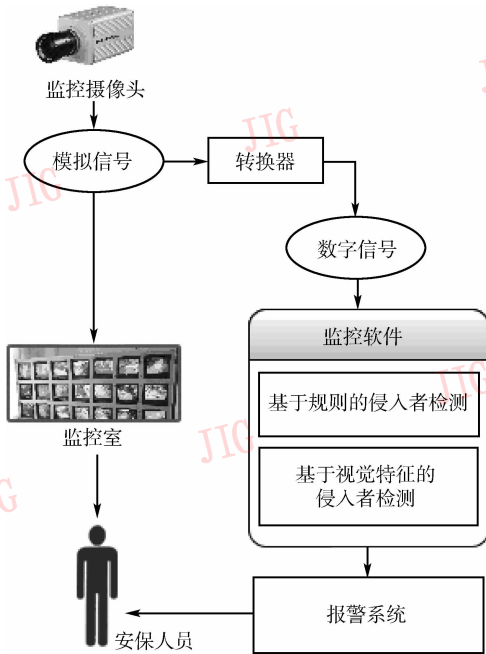 监控摄像头
模拟信号
转换器
数字信号
监控软件
基于规则的侵入者检测
基于视觉特征的
侵入者检测
监控室
报警系统
安保人员
JIG
JIG
JIG
JIG